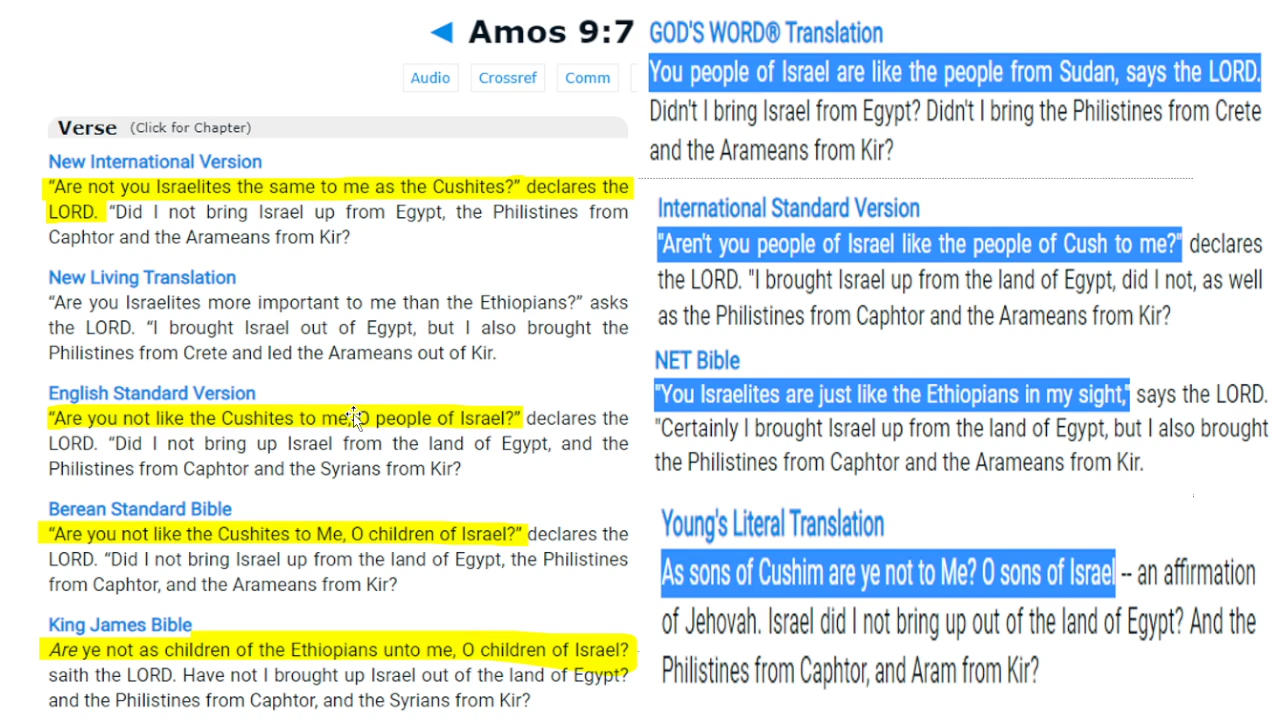 ◀ Amos 9:7
Audio Crossref Comm
Verse (Click for Chapter)
New International Version
“Are not you Israelites the same to me as the Cushites?” declares the
LORD. “Did I not bring Israel up from Egypt, the Philistines from
Caphtor and the Arameans from Kir?
New Living Translation
“Are you Israelites more important to me than the Ethiopians?” asks
the LORD. “I brought Israel out of Egypt, but I also brought the
Philistines from Crete and led the Arameans out of Kir.
English Standard Version
“Are you not like the Cushites to me, O people of Israel?” declares the
LORD. “Did I not bring up Israel from the land of Egypt, and the
Philistines from Caphtor and the Syrians from Kir?
Berean Standard Bible
“Are you not like the Cushites to Me, O children of Israel?” declares the
LORD. “Did I not bring Israel up from the land of Egypt, the Philistines
from Caphtor, and the Arameans from Kir?
King James Bible
Are ye not as children of the Ethiopians unto me, O children of Israel?
saith the LORD. Have not I brought up Israel out of the land of Egypt?
and the Philistines from Caphtor, and the Syrians from Kir?
GOD'S WORD® Translation
You people of Israel are like the people from Sudan, says the LORD.
Didn't I bring Israel from Egypt? Didn't I bring the Philistines from Crete
and the Arameans from Kir?
International Standard Version
"Aren't you people of Israel like the people of Cush to me?" declares
the LORD. "I brought Israel up from the land of Egypt, did I not, as well
as the Philistines from Caphtor and the Arameans from Kir?
NET Bible
"You Israelites are just like the Ethiopians in my sight," says the LORD.
"Certainly I brought Israel up from the land of Egypt, but I also brought
the Philistines from Caphtor and the Arameans from Kir.
Young's Literal Translation
As sons of Cushim are ye not to Me? O sons of Israel -- an affirmation
of Jehovah. Israel did I not bring up out of the land of Egypt? And the
Philistines from Caphtor, and Aram from Kir?